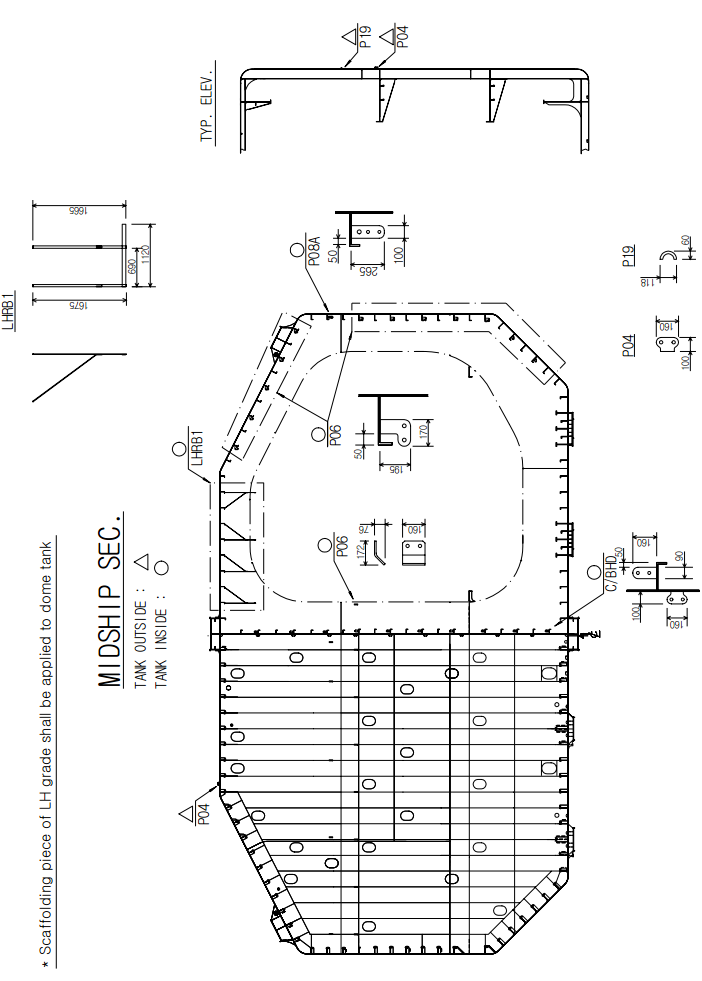 * Scaffolding piece of LH grade shall be applied to dome tank
MIDSHIP SEC.
TANK OUTSIDE :
TANK INSIDE :
LHRB1
1665
1675
690
1120
TYP. ELEV.
P19
P04
P08A
50
265
100
LHRB1
P06
50
195
170
P06
172
76
160
P19
118
60
P04
160
100
C/BHD
50
160
90
100
160
P04